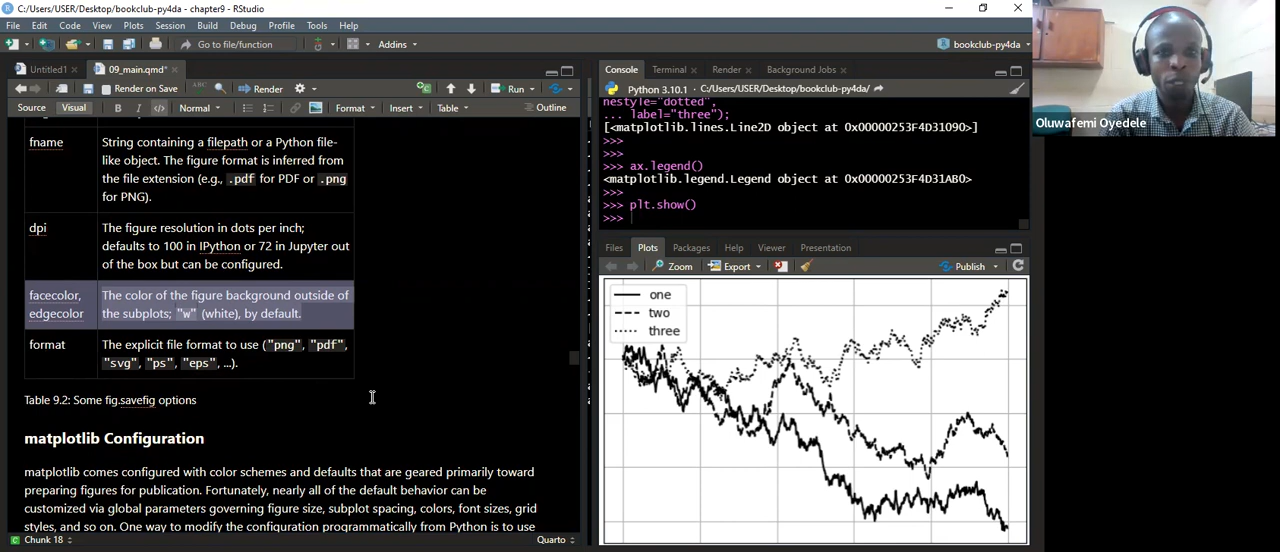 C:/Users/USER/Desktop/bookclub-py4da - chapter9 - RStudio
File Edit Code View Plots Session Build Debug Profile Tools Help
Go to file/function Addins bookclub-py4da
Untitled1 09_main.qmd*
Render on Save ABC Render Run
Source Visual B I Normal Format Insert Table Outline
fname String containing a filepath or a Python file-
like object. The figure format is inferred from
the file extension (e.g., .pdf for PDF or .png
for PNG).
dpi The figure resolution in dots per inch;
defaults to 100 in IPython or 72 in Jupyter out
of the box but can be configured.
facecolor, The color of the figure background outside of
edgecolor the subplots; "w" (white), by default.
format The explicit file format to use ("png", "pdf",
"svg", "ps", "eps", ...).
Table 9.2: Some fig.savefig options
matplotlib Configuration
matplotlib comes configured with color schemes and defaults that are geared primarily toward
preparing figures for publication. Fortunately, nearly all of the default behavior can be
customized via global parameters governing figure size, subplot spacing, colors, font sizes, grid
styles, and so on. One way to modify the configuration programmatically from Python is to use
Chunk 18 Quarto
Console Terminal Render Background Jobs
Python 3.10.1 · C:/Users/USER/Desktop/bookclub-py4da/
nestyle="dotted",
... label="three");
[<matplotlib.lines.Line2D object at 0x00000253F4D31090>]
>>>
>>>
>>> ax.legend()
<matplotlib.legend.Legend object at 0x00000253F4D31AB0>
>>>
>>> plt.show()
>>>
Files Plots Packages Help Viewer Presentation
Zoom Export Publish
one
two
three
Oluwafemi Oyedele